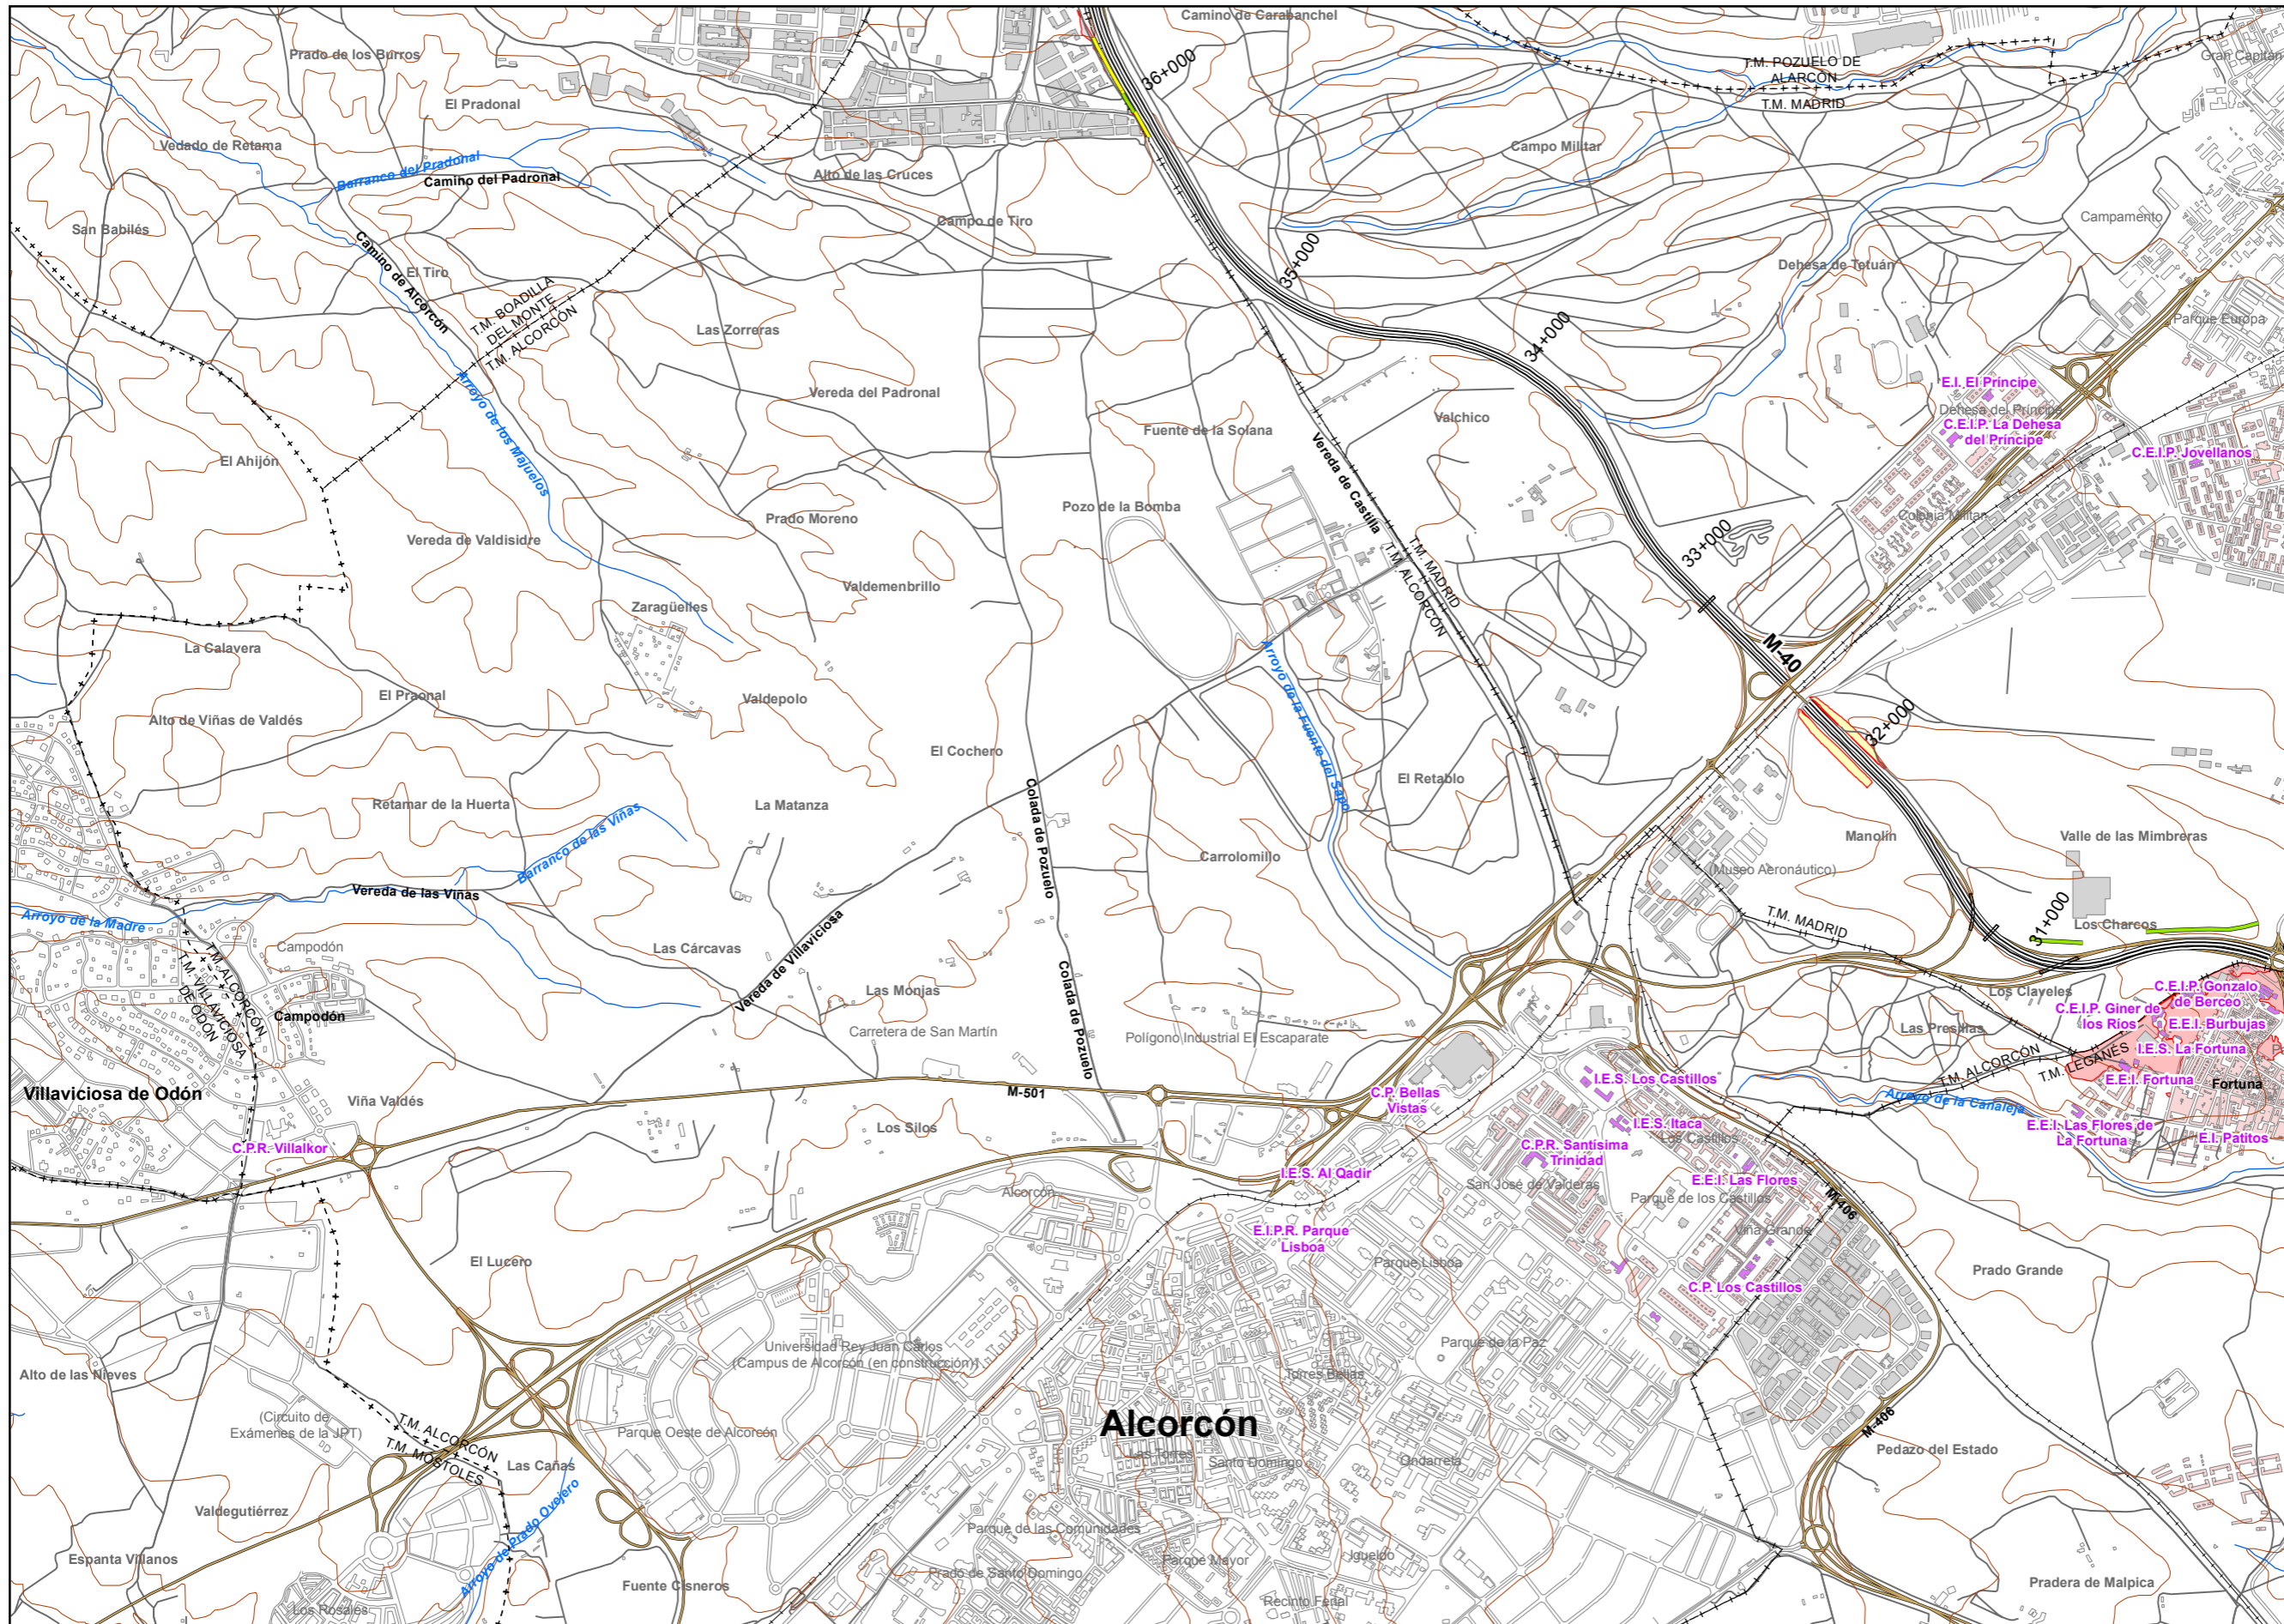 Camino de Carabanchel
Prado de los Burros
36+000
T.M. POZUELO DE
ALARCÓN
T.M. MADRID
Gran Capitán
El Pradonal
Vedado de Retama
Barranco del Pradonal
Camino del Padronal
Alto de las Cruces
Campo Militar
San Babilés
Campo de Tiro
Campamento
Camino de Alcorcón
El Tiro
35+000
Dehesa de Tetuán
T.M. BOADILLA
DEL MONTE
T.M. ALCORCÓN
Las Zorreras
34+000
Parque Europa
Arroyo de los Majuelos
Vereda del Padronal
E.I. El Príncipe
Dehesa del Príncipe
C.E.I.P. La Dehesa
del Príncipe
Fuente de la Solana
Valchico
Vereda de Castilla
C.E.I.P. Jovellanos
El Ahijón
Pozo de la Bomba
Prado Moreno
Colonia Militar
Vereda de Valdisidre
33+000
T.M. MADRID
T.M. ALCORCÓN
Valdemenbrillo
Zaragüelles
La Calavera
M-40
Arroyo de la Fuente del Sapo
El Praonal
Valdepolo
Alto de Viñas de Valdés
32+000
El Cochero
El Retablo
Retamar de la Huerta
La Matanza
Colada de Pozuelo
Barranco de las Viñas
Manolín
Valle de las Mimbreras
Carrolomillo
(Museo Aeronáutico)
Vereda de las Viñas
Arroyo de la Madre
T.M. MADRID
31+000
Los Charcos
Campodón
Las Cárcavas
Vereda de Villaviciosa
T.M. ALCORCÓN
T.M. VILLAVICIOSA
DE ODÓN
Las Monjas
Colada de Pozuelo
Los Claveles
C.E.I.P. Gonzalo
de Berceo
Campodón
C.E.I.P. Giner de
los Ríos
E.E.I. Burbujas
Carretera de San Martín
Polígono Industrial El Escaparate
Las Presillas
I.E.S. La Fortuna
T.M. ALCORCÓN
T.M. LEGANÉS
Villaviciosa de Odón
Viña Valdés
M-501
C.P. Bellas
Vistas
I.E.S. Los Castillos
E.E.I. Fortuna
Fortuna
Arroyo de la Canaleja
Los Silos
I.E.S. Itaca
Los Castillos
E.E.I. Las Flores de
La Fortuna
E.I. Patitos
C.P.R. Villalkor
C.P.R. Santísima
Trinidad
I.E.S. Al Qadir
E.E.I. Las Flores
Alcorcón
San José de Valderas
Parque de los Castillos
M-406
E.I.P.R. Parque
Lisboa
Viña Grande
El Lucero
Parque Lisboa
Prado Grande
C.P. Los Castillos
Universidad Rey Juan Carlos
(Campus de Alcorcón (en construcción)
Parque de la Paz
Alto de las Nieves
Torres Bellas
(Circuito de
Exámenes de la JPT)
T.M. ALCORCÓN
T.M. MÓSTOLES
Parque Oeste de Alcorcón
Alcorcón
M-406
Pedazo del Estado
Las Cañas
Las Torres
Santo Domingo
Ondarreta
Valdegutiérrez
Arroyo de Prado Ovejero
Parque de las Comunidades
Espanta Villanos
Parque Mayor
Igueldo
Fuente Cisneros
Prado de Santo Domingo
Pradera de Malpica
Los Rosales
Recinto Ferial